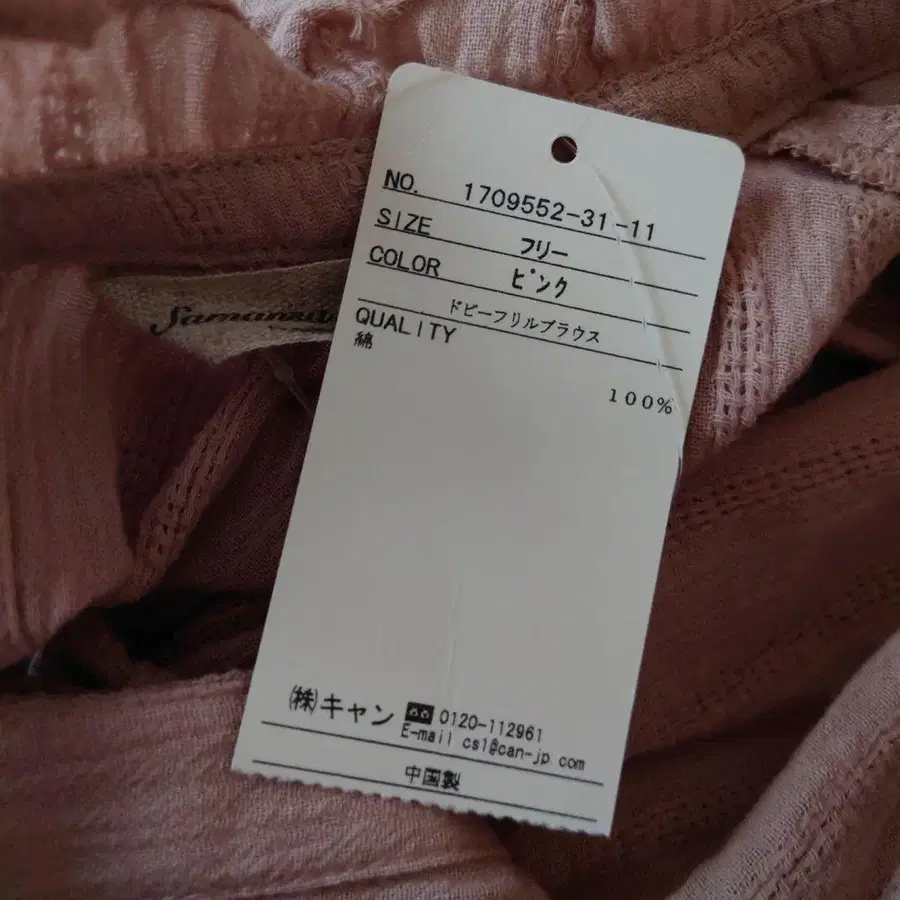 NO. 1709552-31-11
SIZE フリー
COLOR ピンク
ドビーフリルブラウス
QUALITY
綿
100%
㈱キャン 0120-112961
E-mail cs1@can-jp.com
中国製